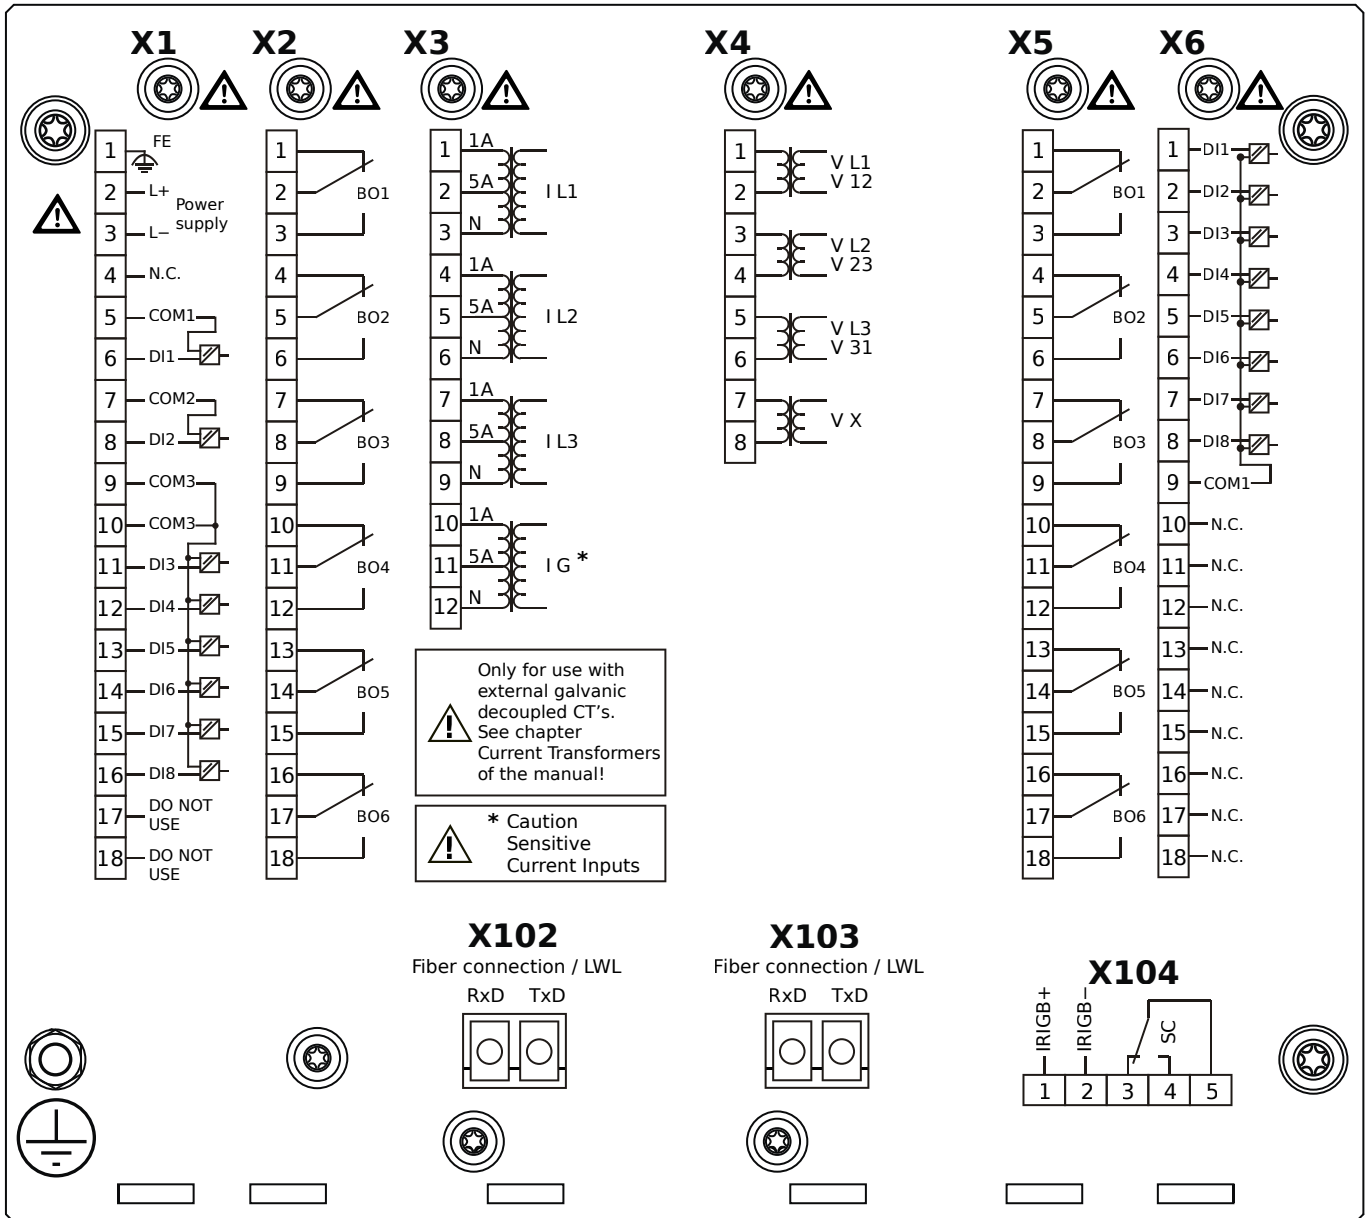 X1 X2 X3 X4 X5 X6
1 FE
2 L+
Power
supply
3 L−
4 N.C.
5 COM1
6 DI1
7 COM2
8 DI2
9 COM3
10 COM3
11 DI3
12 DI4
13 DI5
14 DI6
15 DI7
16 DI8
17 DO NOT
USE
18 DO NOT
USE
1
2 BO1
3
4
5 BO2
6
7
8 BO3
9
10
11 BO4
12
13
14 BO5
15
16
17 BO6
18
1 1A
2 5A I L1
3 N
4 1A
5 5A I L2
6 N
7 1A
8 5A I L3
9 N
10 1A
11 5A I G *
12 N
Only for use with
external galvanic
decoupled CT's.
See chapter
Current Transformers
of the manual!
* Caution
Sensitive
Current Inputs
1 V L1
2 V 12
3 V L2
4 V 23
5 V L3
6 V 31
7 V X
8
1
2 BO1
3
4
5 BO2
6
7
8 BO3
9
10
11 BO4
12
13
14 BO5
15
16
17 BO6
18
1 DI1
2 DI2
3 DI3
4 DI4
5 DI5
6 DI6
7 DI7
8 DI8
9 COM1
10 N.C.
11 N.C.
12 N.C.
13 N.C.
14 N.C.
15 N.C.
16 N.C.
17 N.C.
18 N.C.
X102
Fiber connection / LWL
RxD TxD
X103
Fiber connection / LWL
RxD TxD
X104
IRIGB+
IRIGB−
SC
1 2 3 4 5